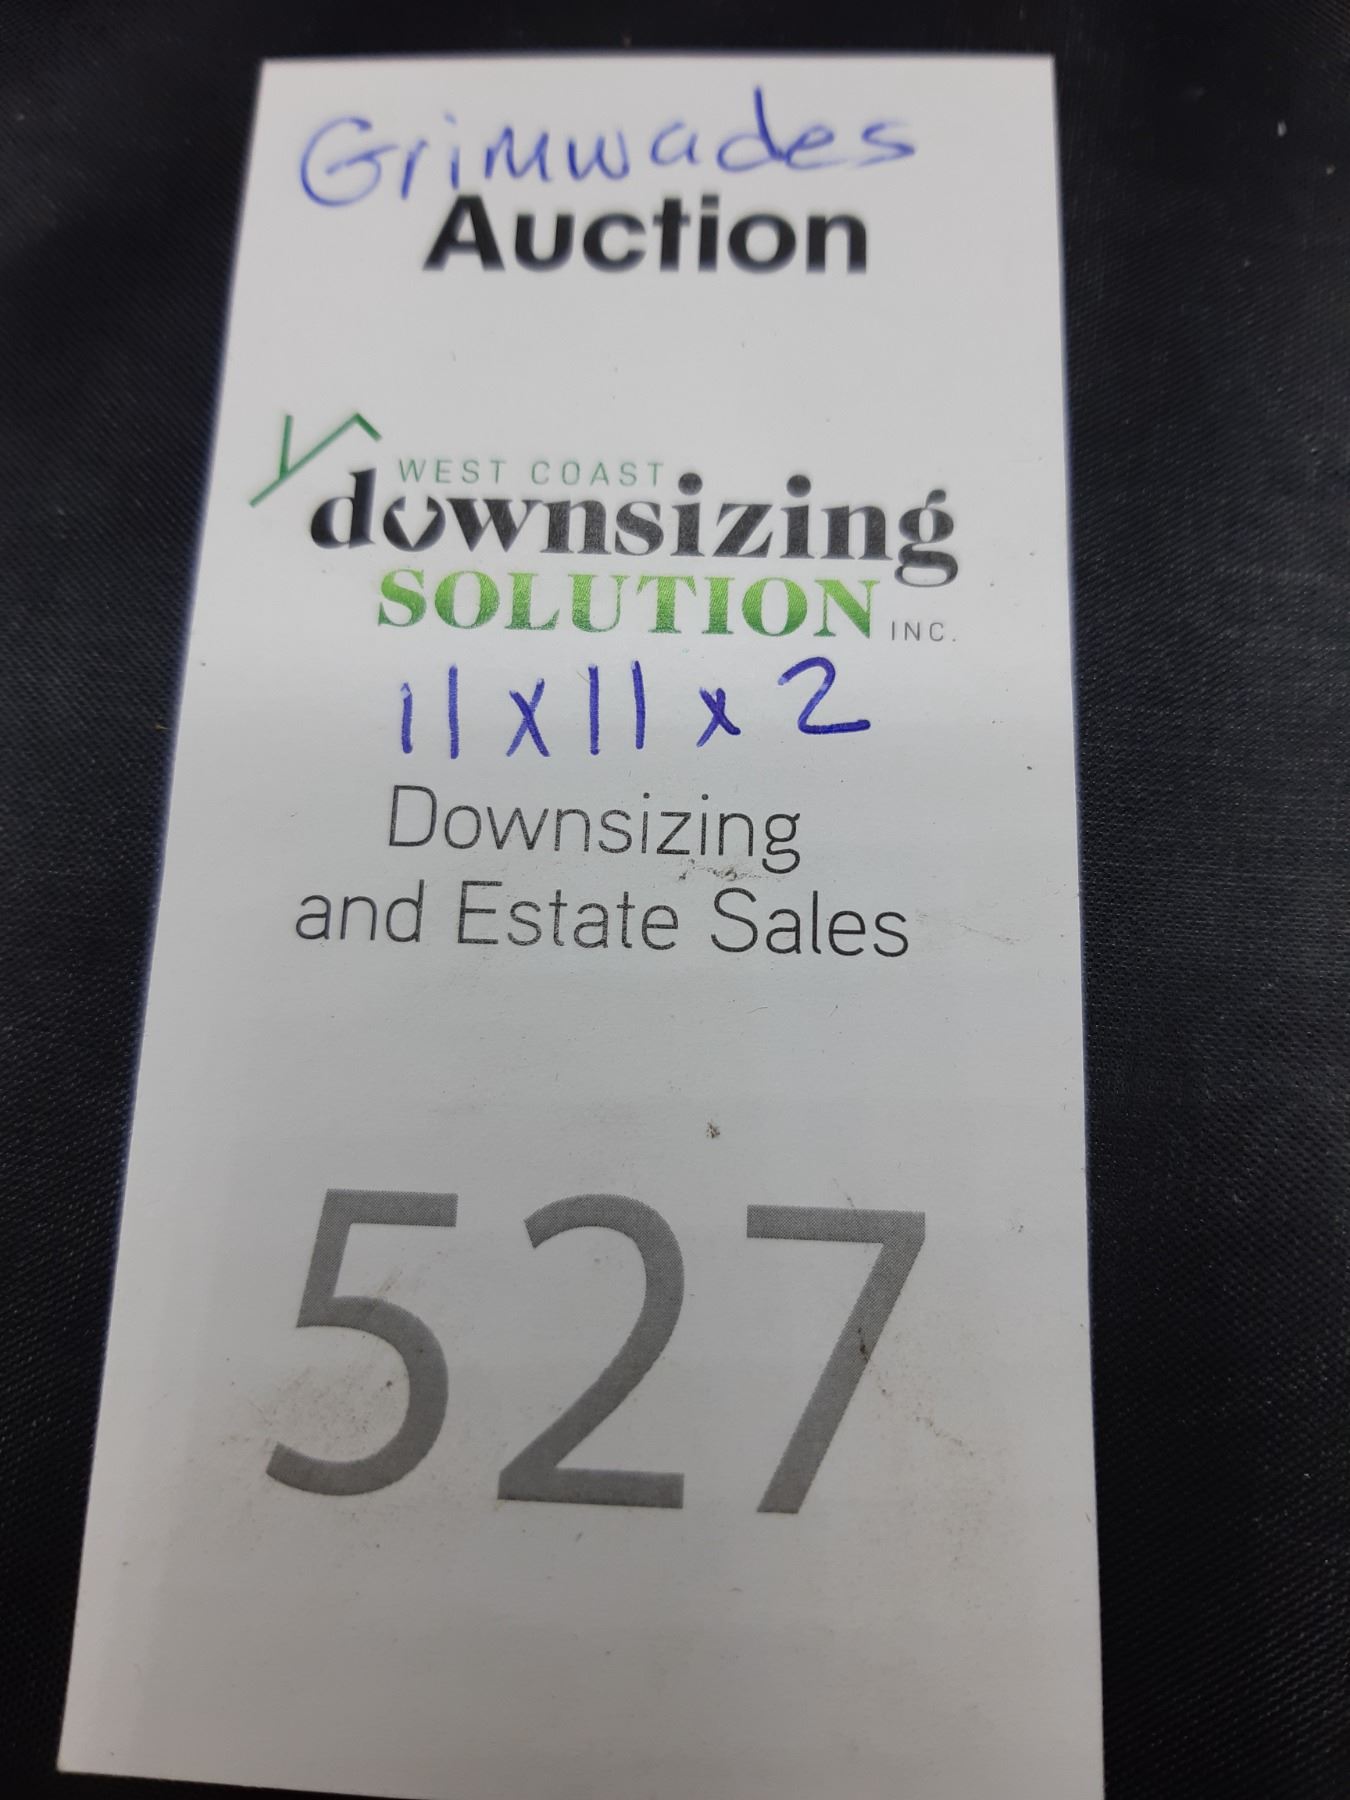 Grimwades
Auction
WEST COAST
downsizing
SOLUTION INC.
11 x 11 x 2
Downsizing
and Estate Sales
527